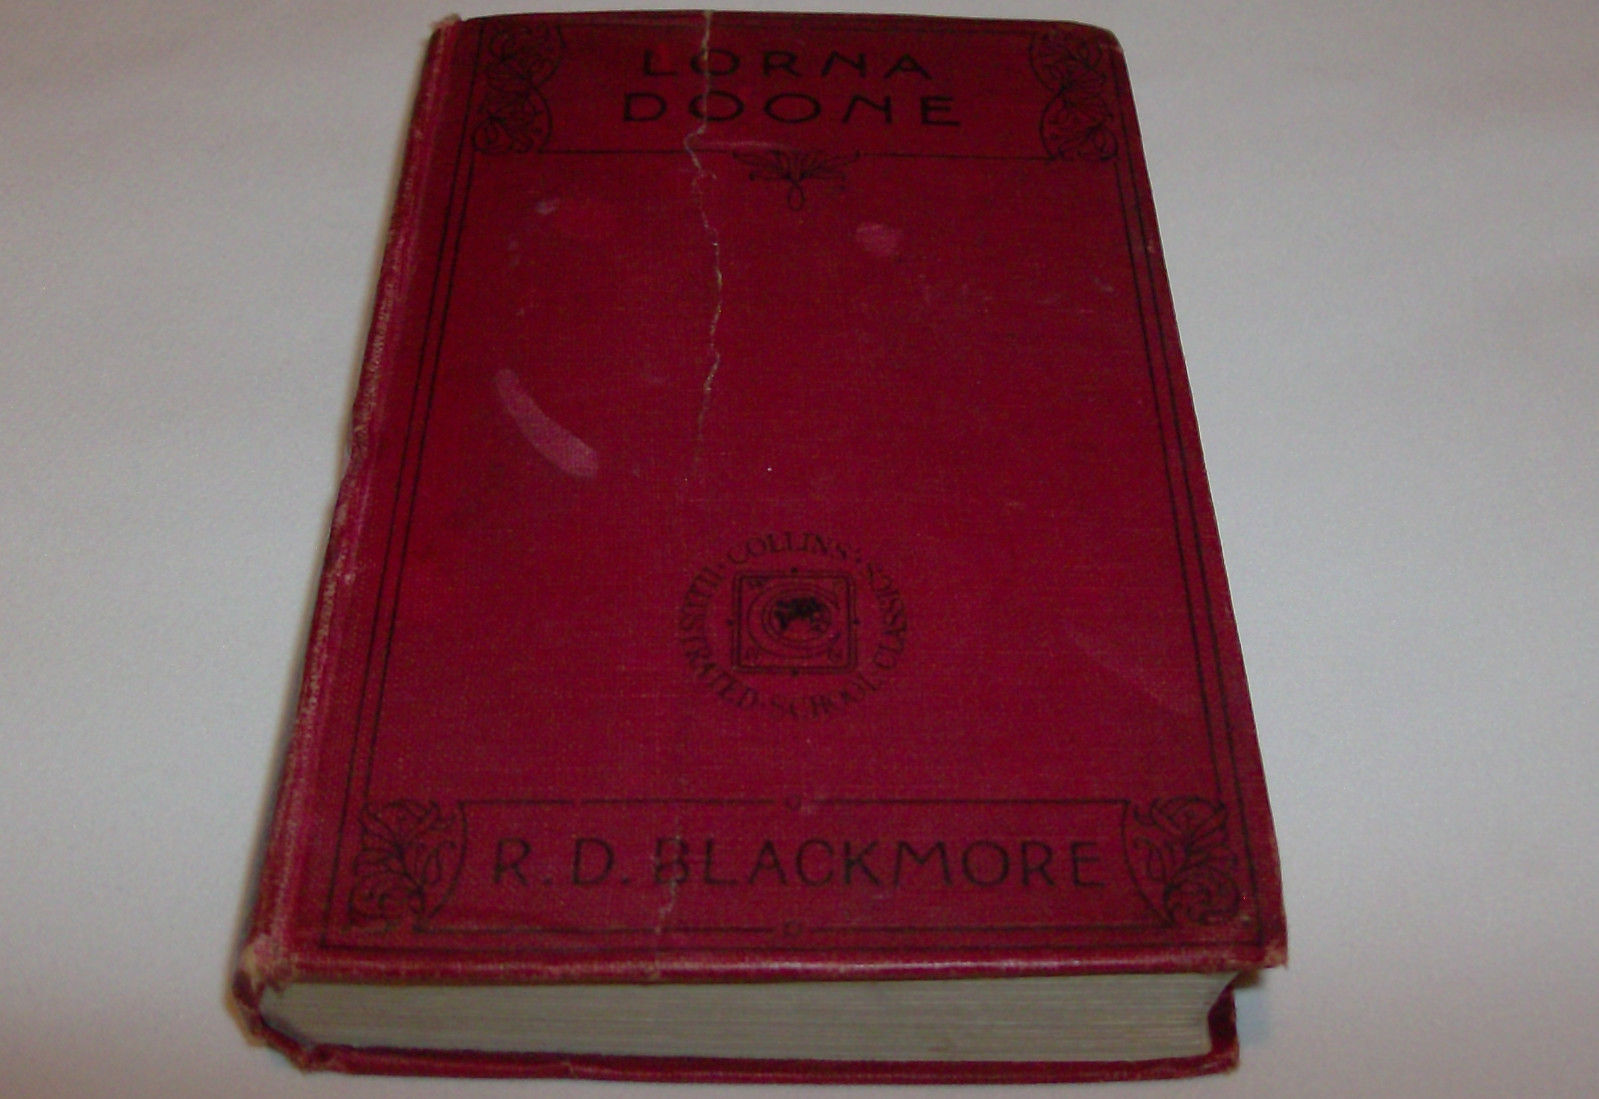 LORNA
DOONE
COLLINS' ILLUSTRATED · SCHOOL CLASSICS
R. D. BLACKMORE